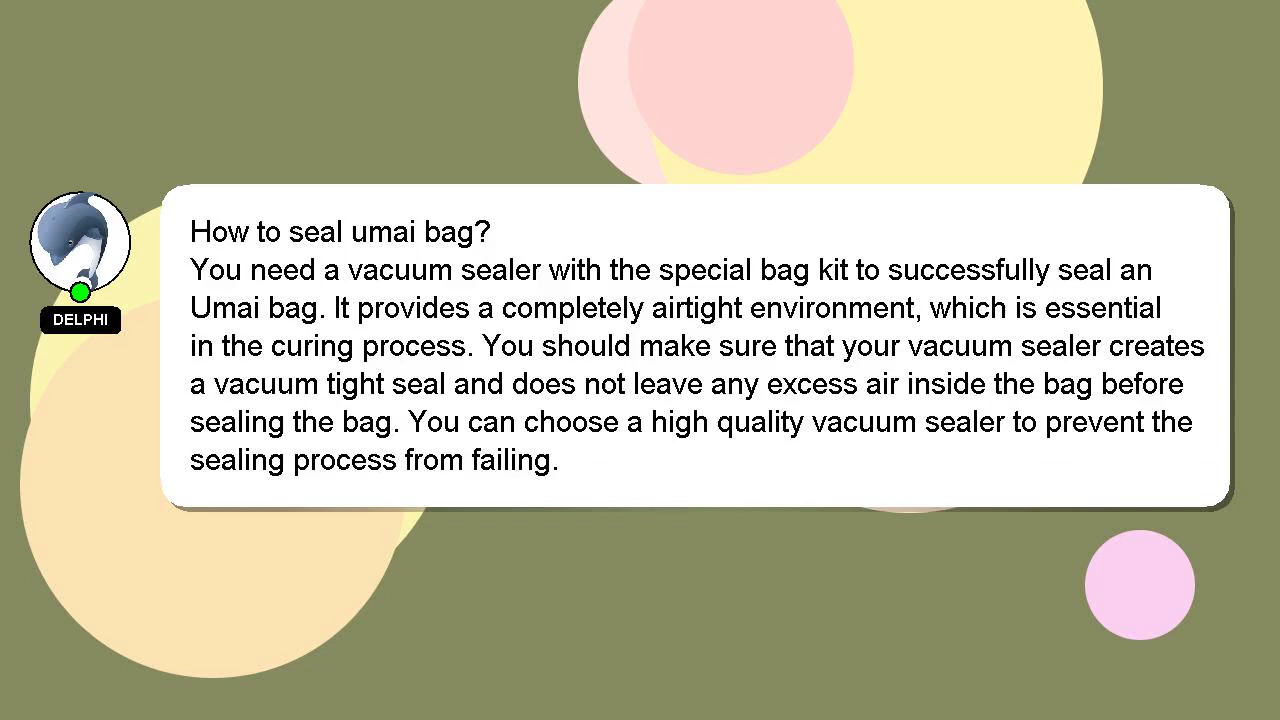 How to seal umai bag?
You need a vacuum sealer with the special bag kit to successfully seal an
Umai bag. It provides a completely airtight environment, which is essential
in the curing process. You should make sure that your vacuum sealer creates
a vacuum tight seal and does not leave any excess air inside the bag before
sealing the bag. You can choose a high quality vacuum sealer to prevent the
sealing process from failing.
DELPHI